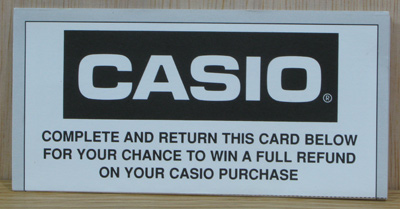 CASIO®
COMPLETE AND RETURN THIS CARD BELOW
FOR YOUR CHANCE TO WIN A FULL REFUND
ON YOUR CASIO PURCHASE